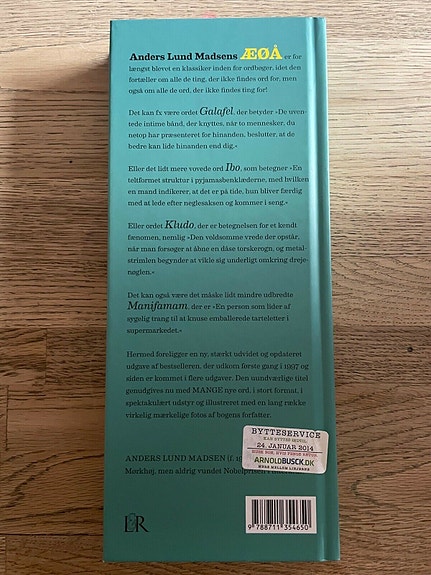 Anders Lund Madsens ÆØÅ er for
længst blevet en klassiker inden for ordbøger, idet den
fortæller om alle de ting, der ikke findes ord for, men
også om alle de ord, der ikke findes ting for!
Det kan fx være ordet Galafel, der betyder »De uven-
tede intime bånd, der knyttes, når to mennesker, du
netop har præsenteret for hinanden, beslutter, at de
bedre kan lide hinanden end dig.«
Eller det lidt mere vovede ord Ibo, som betegner »En
teltformet struktur i pyjamasbenklæderne, med hvilken
en mand indikerer, at det er på tide, hun bliver færdig
med at lede efter neglesaksen og kommer i seng.«
Eller ordet Kludo, der er betegnelsen for et kendt
fænomen, nemlig »Den voldsomme vrede der opstår,
når man forsøger at åbne en dåse torskerogn, og metal-
strimlen begynder at vikle sig underligt omkring dreje-
nøglen.«
Det kan også være det måske lidt mindre udbredte
Manifamam, der er »En person som lider af
sygelig trang til at knuse emballerede tarteletter i
supermarkedet.«
Hermed foreligger en ny, stærkt udvidet og opdateret
udgave af bestselleren, der udkom første gang i 1297 og
siden er kommet i flere udgaver. Den uundværlige titel
genudgives nu med MANGE nye ord, i stort format, i
spektakulært udstyr og illustreret med en lang række
virkelig mærkelige fotos af bogens forfatter.
ANDERS LUND MADSEN (f.
Mørkhøj, men aldrig vundet Nobelprisen
BYTTESERVICE
KAN BYTTES INDTIL
24. JANUAR 2014
ARNOLDBUSCK.DK
MERE MELLEM LINJERNE
L&R
9 788711 354650